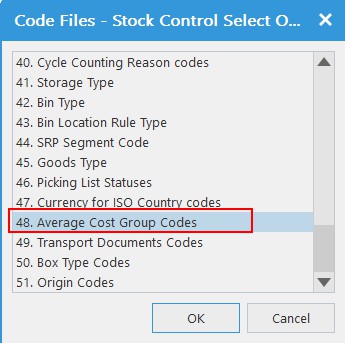 Code Files - Stock Control Select O...
40. Cycle Counting Reason codes
41. Storage Type
42. Bin Type
43. Bin Location Rule Type
44. SRP Segment Code
45. Goods Type
46. Picking List Statuses
47. Currency for ISO Country codes
48. Average Cost Group Codes
49. Transport Documents Codes
50. Box Type Codes
51. Origin Codes
OK
Cancel